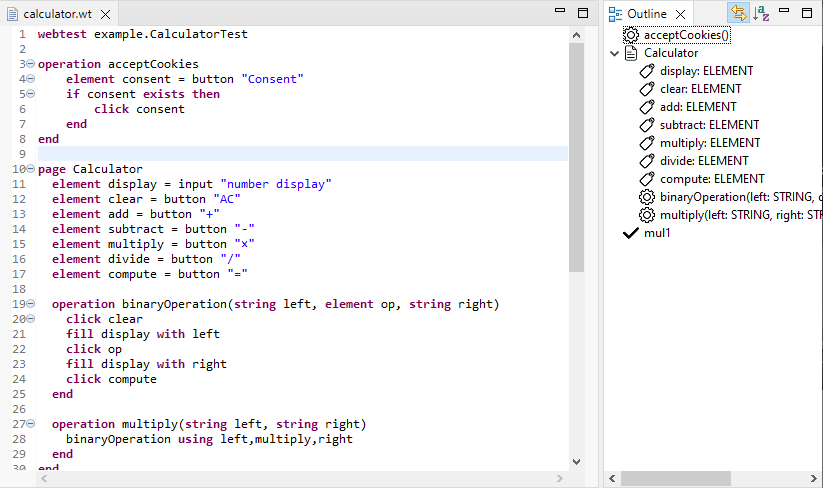 calculator.wt
1 webtest example.CalculatorTest
2
3 operation acceptCookies
4 element consent = button "Consent"
5 if consent exists then
6 click consent
7 end
8 end
9
10 page Calculator
11 element display = input "number display"
12 element clear = button "AC"
13 element add = button "+"
14 element subtract = button "-"
15 element multiply = button "x"
16 element divide = button "/"
17 element compute = button "="
18
19 operation binaryOperation(string left, element op, string right)
20 click clear
21 fill display with left
22 click op
23 fill display with right
24 click compute
25 end
26
27 operation multiply(string left, string right)
28 binaryOperation using left,multiply,right
29 end
30 end
Outline
acceptCookies()
Calculator
display: ELEMENT
clear: ELEMENT
add: ELEMENT
subtract: ELEMENT
multiply: ELEMENT
divide: ELEMENT
compute: ELEMENT
binaryOperation(left: STRING,
multiply(left: STRING, right: STR
mul1